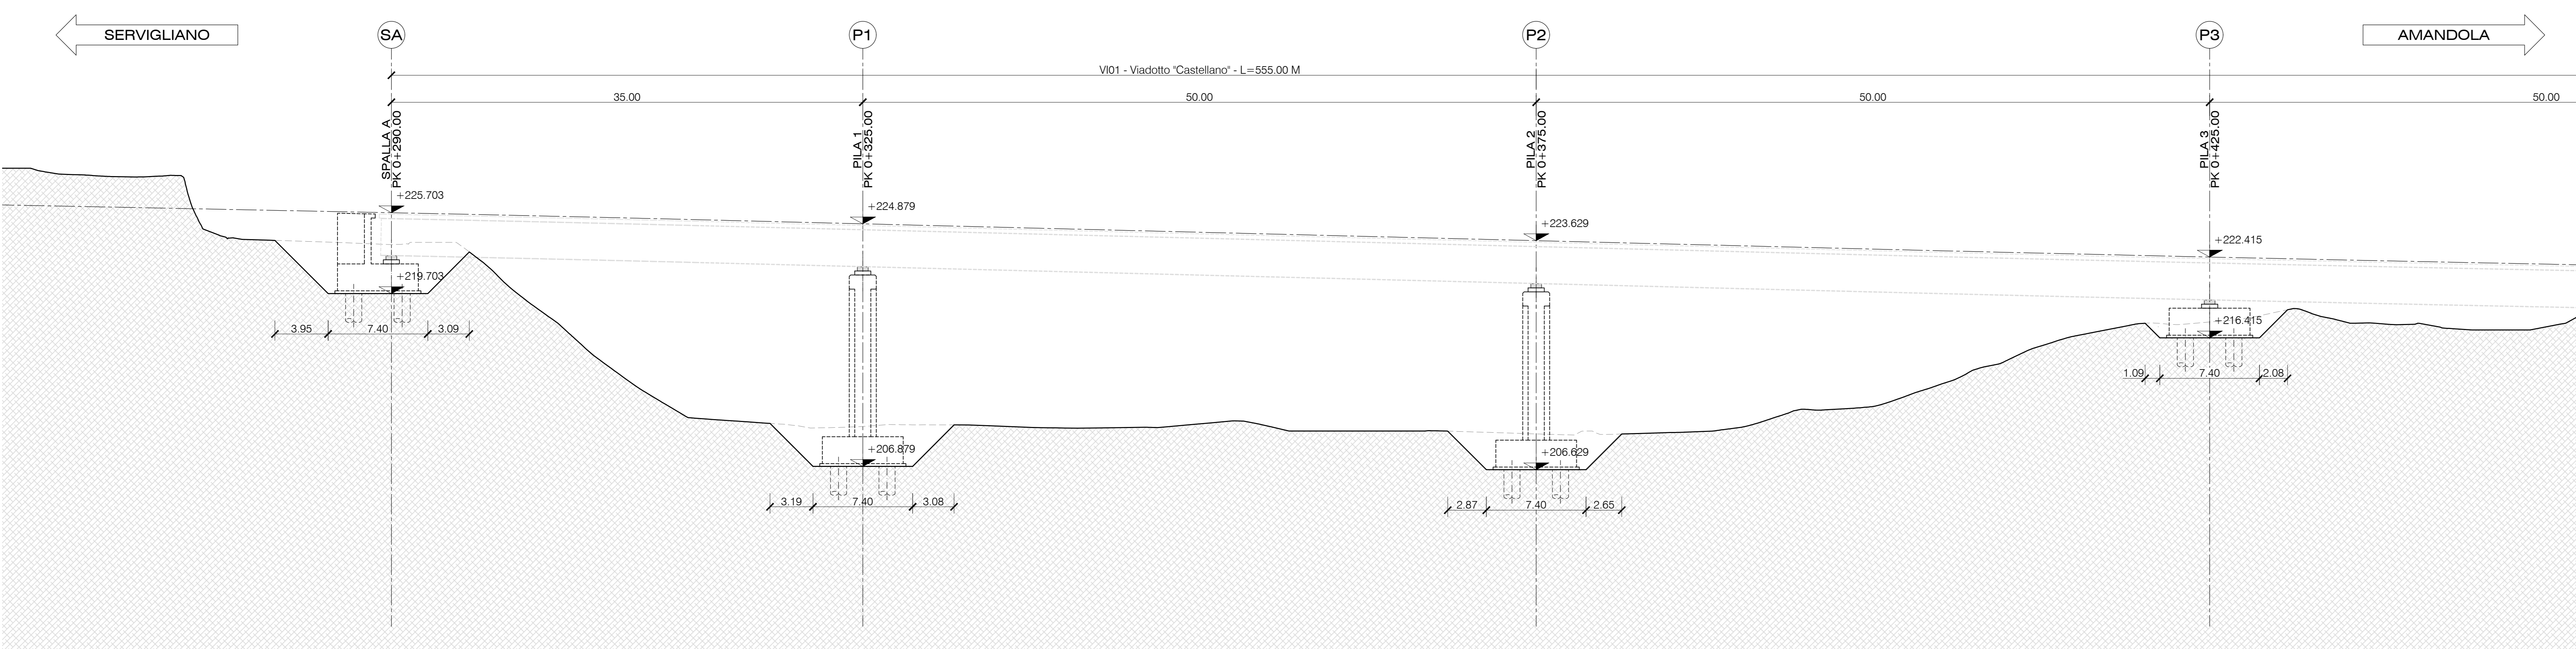 SERVIGLIANO
SA
P1
P2
P3
AMANDOLA
VI01 - Viadotto "Castellano" - L=555.00 M
35.00
50.00
50.00
50.00
SPALLA A
PK 0+290.00
PILA 1
PK 0+325.00
PILA 2
PK 0+375.00
PILA 3
PK 0+425.00
+225.703
+224.879
+223.629
+222.415
+219.703
+216.415
3.95
7.40
3.09
1.09
7.40
2.08
+206.879
+206.629
3.19
7.40
3.08
2.87
7.40
2.65